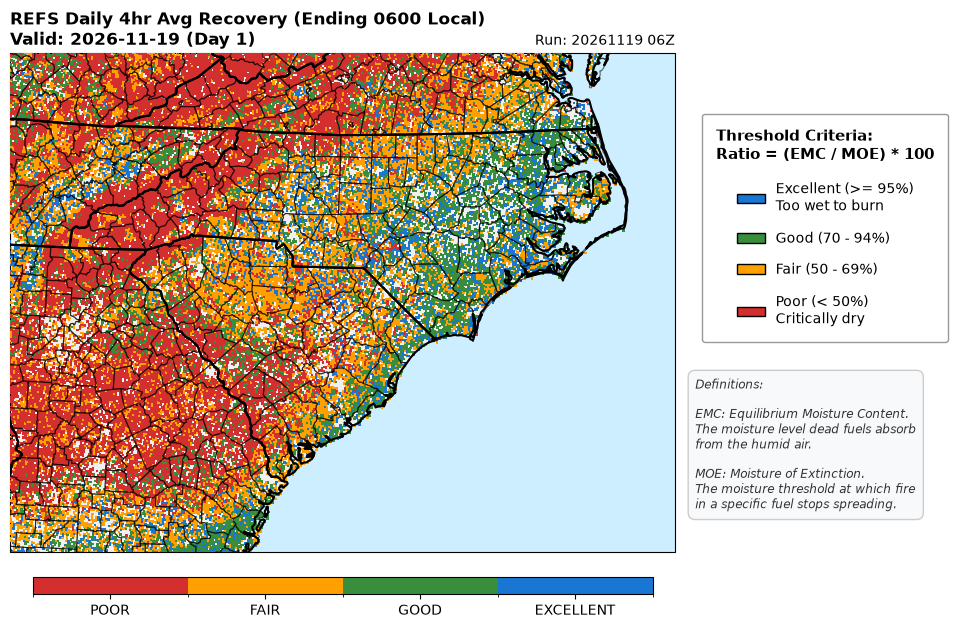 REFS Daily 4hr Avg Recovery (Ending 0600 Local)
Valid: 2026-11-19 (Day 1)
Run: 20261119 06Z
Threshold Criteria:
Ratio = (EMC / MOE) * 100
Excellent (>= 95%)
Too wet to burn
Good (70 - 94%)
Fair (50 - 69%)
Poor (< 50%)
Critically dry
Definitions:
EMC: Equilibrium Moisture Content.
The moisture level dead fuels absorb
from the humid air.
MOE: Moisture of Extinction.
The moisture threshold at which fire
in a specific fuel stops spreading.
POOR
FAIR
GOOD
EXCELLENT